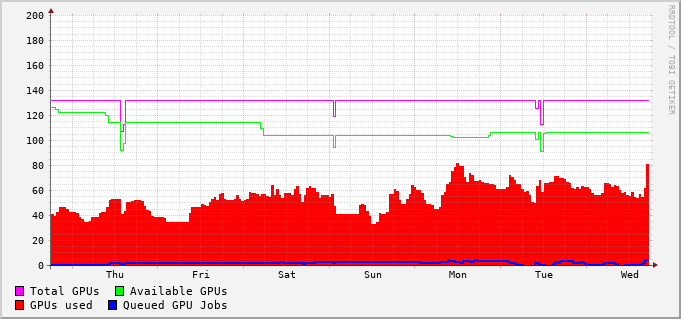 200
180
160
140
120
100
80
60
40
20
0
Thu Fri Sat Sun Mon Tue Wed
Total GPUs Available GPUs
GPUs used Queued GPU Jobs
RRDTOOL / TOBI OETIKER